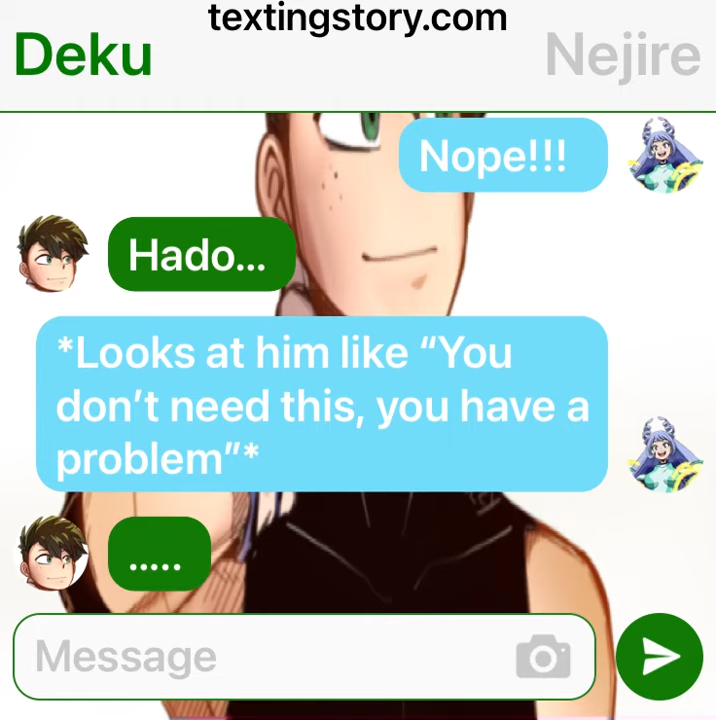 textingstory.com
Deku
Nejire
Nope!!!
Hado...
*Looks at him like “You
don’t need this, you have a
problem”*
.....
Message